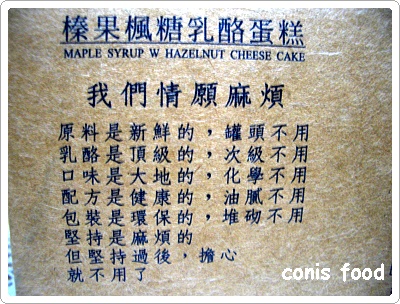 榛果楓糖乳酪蛋糕
MAPLE SYRUP W HAZELNUT CHEESE CAKE
我們情願麻煩
原料是新鮮的，罐頭不用
乳酪是頂級的，次級不用
口味是大地的，化學不用
配方是健康的，油膩不用
包裝是環保的，堆砌不用
堅持是麻煩的
但堅持過後，擔心
就不用了
conis food